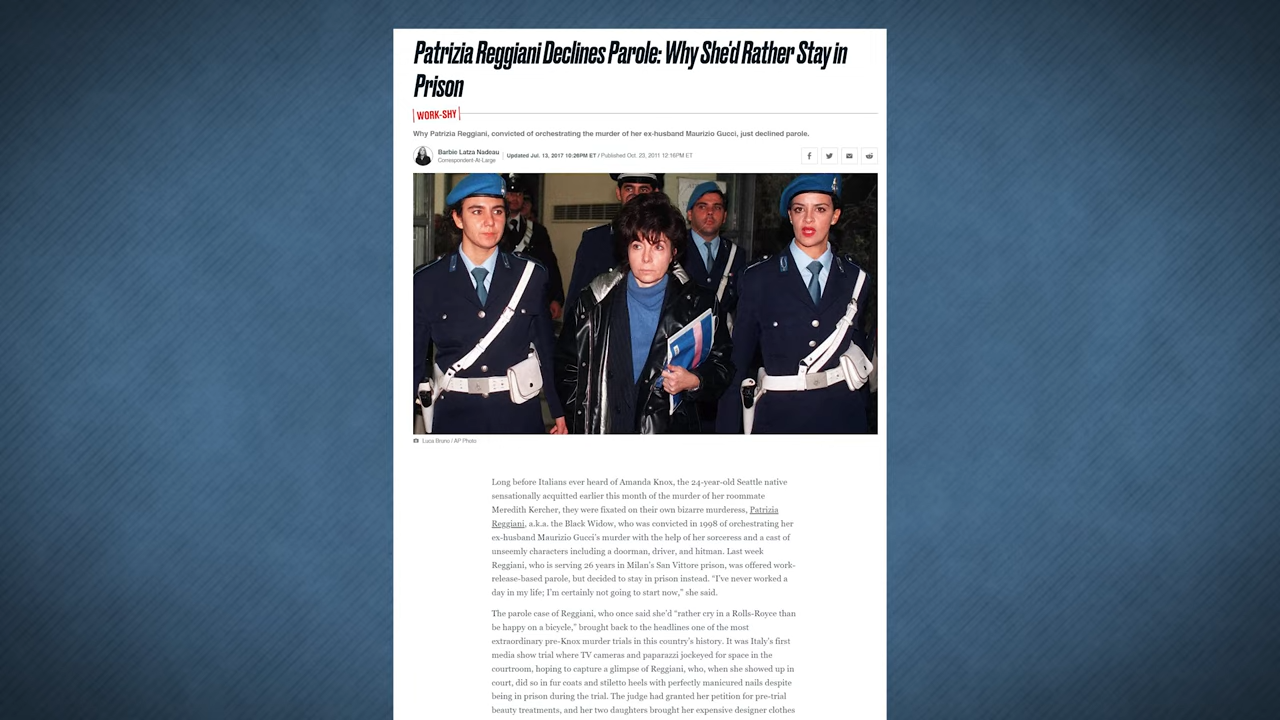 Patrizia Reggiani Declines Parole: Why She'd Rather Stay in
Prison
WORK-SHY
Why Patrizia Reggiani, convicted of orchestrating the murder of her ex-husband Maurizio Gucci, just declined parole.
Barbie Latza Nadeau
Correspondent-At-Large
Updated Jul. 13, 2017 10:26PM ET / Published Oct. 23, 2011 12:16PM ET
Luca Bruno / AP Photo
Long before Italians ever heard of Amanda Knox, the 24-year-old Seattle native
sensationally acquitted earlier this month of the murder of her roommate
Meredith Kercher, they were fixated on their own bizarre murderess, Patrizia
Reggiani, a.k.a. the Black Widow, who was convicted in 1998 of orchestrating her
ex-husband Maurizio Gucci's murder with the help of her sorceress and a cast of
unseemly characters including a doorman, driver, and hitman. Last week
Reggiani, who is serving 26 years in Milan's San Vittore prison, was offered work-
release-based parole, but decided to stay in prison instead. "I've never worked a
day in my life; I'm certainly not going to start now," she said.
The parole case of Reggiani, who once said she'd "rather cry in a Rolls-Royce than
be happy on a bicycle," brought back to the headlines one of the most
extraordinary pre-Knox murder trials in this country's history. It was Italy's first
media show trial where TV cameras and paparazzi jockeyed for space in the
courtroom, hoping to capture a glimpse of Reggiani, who, when she showed up in
court, did so in fur coats and stiletto heels with perfectly manicured nails despite
being in prison during the trial. The judge had granted her petition for pre-trial
beauty treatments, and her two daughters brought her expensive designer clothes